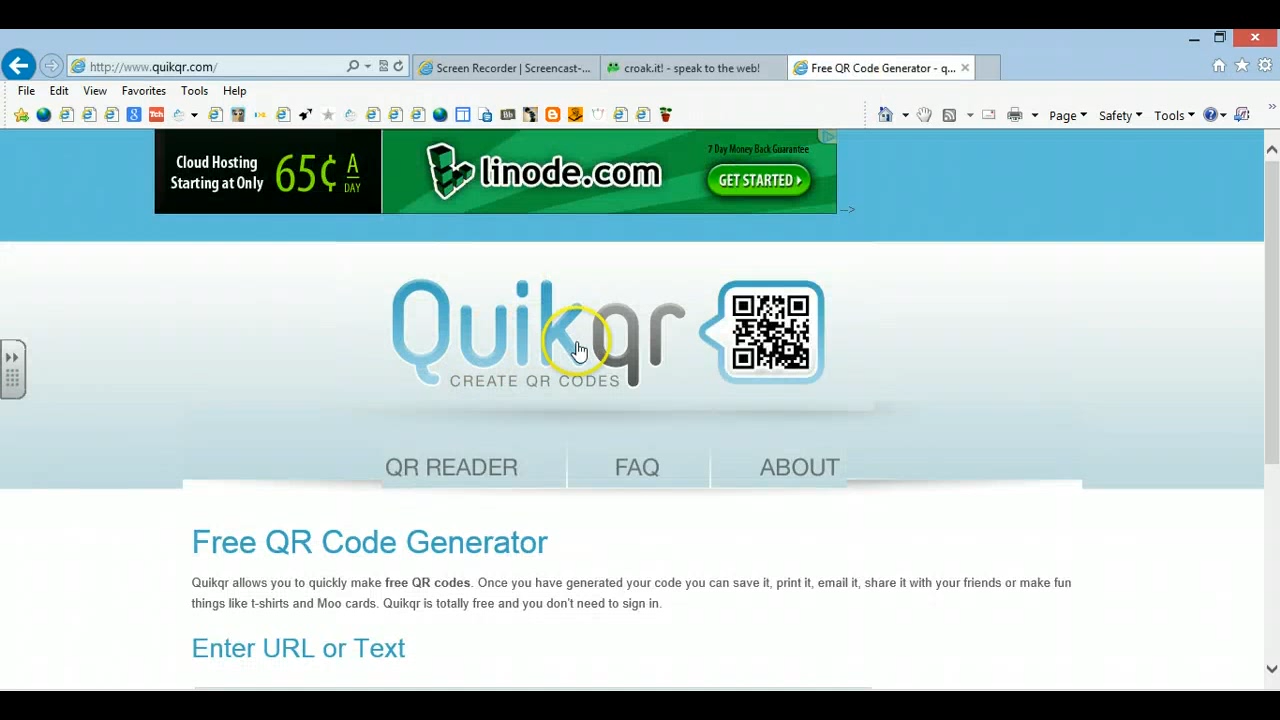 http://www.quikqr.com/
Screen Recorder | Screencast-...
croak.it! - speak to the web!
Free QR Code Generator - q...
File Edit View Favorites Tools Help
Page Safety Tools
Cloud Hosting
Starting at Only
65¢ A DAY
linode.com
7 Day Money Back Guarantee
GET STARTED
-->
Quikqr
CREATE QR CODES
QR READER FAQ ABOUT
Free QR Code Generator
Quikqr allows you to quickly make free QR codes. Once you have generated your code you can save it, print it, email it, share it with your friends or make fun
things like t-shirts and Moo cards. Quikqr is totally free and you don't need to sign in.
Enter URL or Text